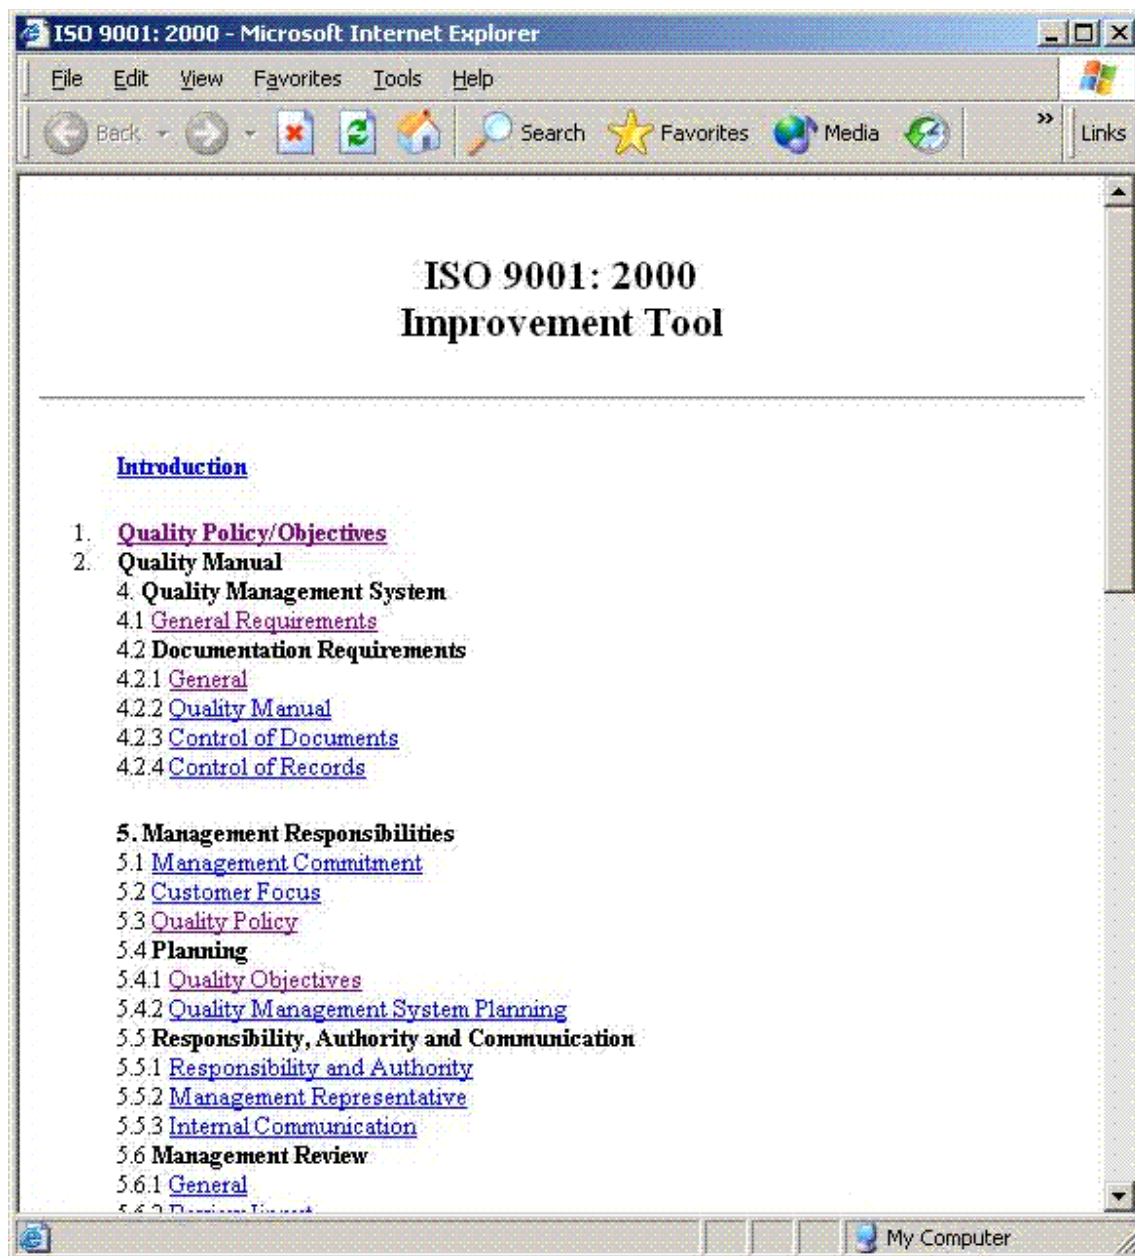 ISO 9001: 2000 - Microsoft Internet Explorer
File Edit View Favorites Tools Help
Back Search Favorites Media » Links
ISO 9001: 2000
Improvement Tool
Introduction
1. Quality Policy/Objectives
2. Quality Manual
4. Quality Management System
4.1 General Requirements
4.2 Documentation Requirements
4.2.1 General
4.2.2 Quality Manual
4.2.3 Control of Documents
4.2.4 Control of Records
5. Management Responsibilities
5.1 Management Commitment
5.2 Customer Focus
5.3 Quality Policy
5.4 Planning
5.4.1 Quality Objectives
5.4.2 Quality Management System Planning
5.5 Responsibility, Authority and Communication
5.5.1 Responsibility and Authority
5.5.2 Management Representative
5.5.3 Internal Communication
5.6 Management Review
5.6.1 General
My Computer